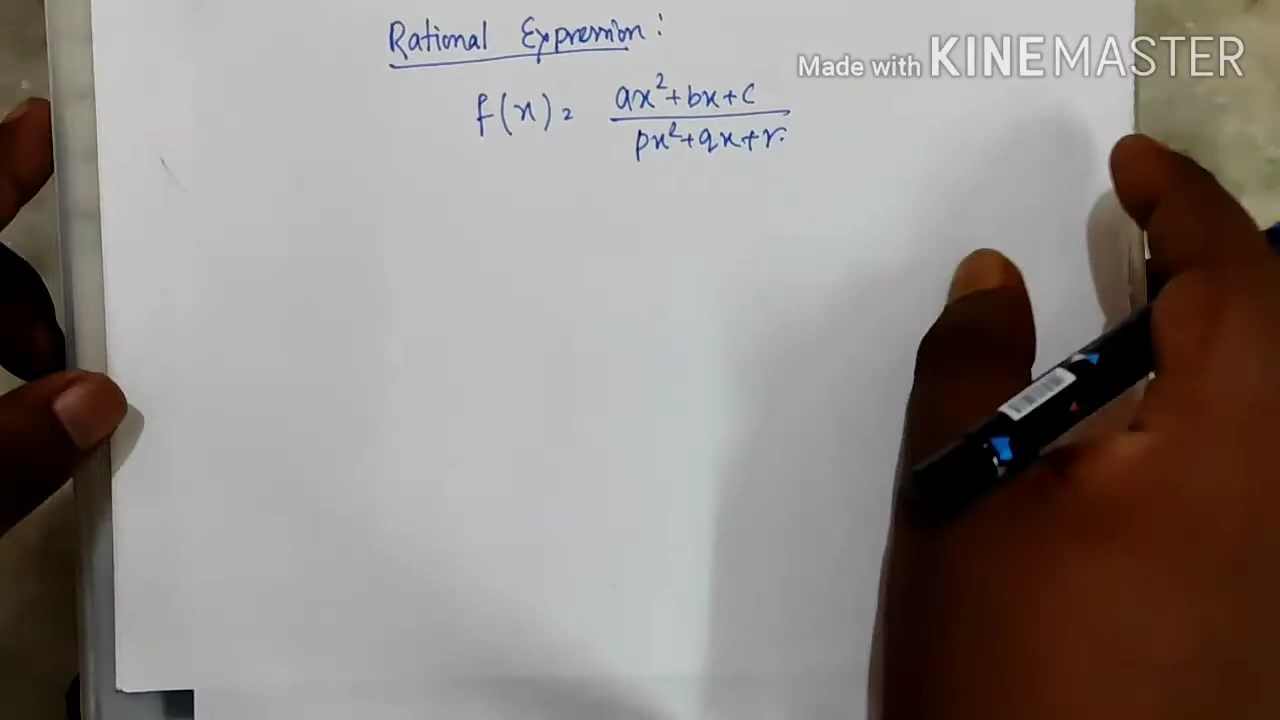 Rational Expression:
Made with KINEMASTER
f(x) = ax²+bx+c
px²+qx+r.